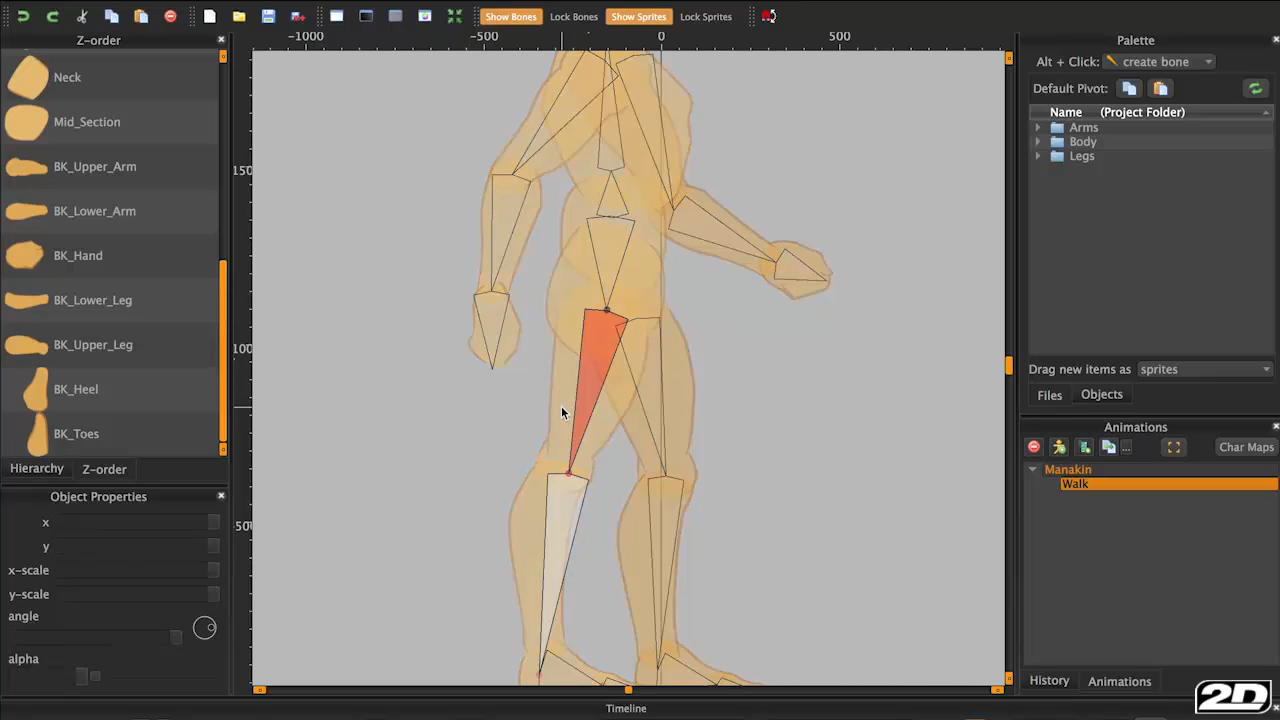 Show Bones Lock Bones Show Sprites Lock Sprites
Z-order
Neck
Mid_Section
BK_Upper_Arm
BK_Lower_Arm
BK_Hand
BK_Lower_Leg
BK_Upper_Leg
BK_Heel
BK_Toes
Hierarchy Z-order
Object Properties
x
y
x-scale
y-scale
angle
alpha
-1000 -500 0 500
150
100
50
Timeline
Palette
Alt + Click: create bone
Default Pivot:
Name (Project Folder)
Arms
Body
Legs
Drag new items as sprites
Files Objects
Animations
... Char Maps
Manakin
Walk
History Animations
2D